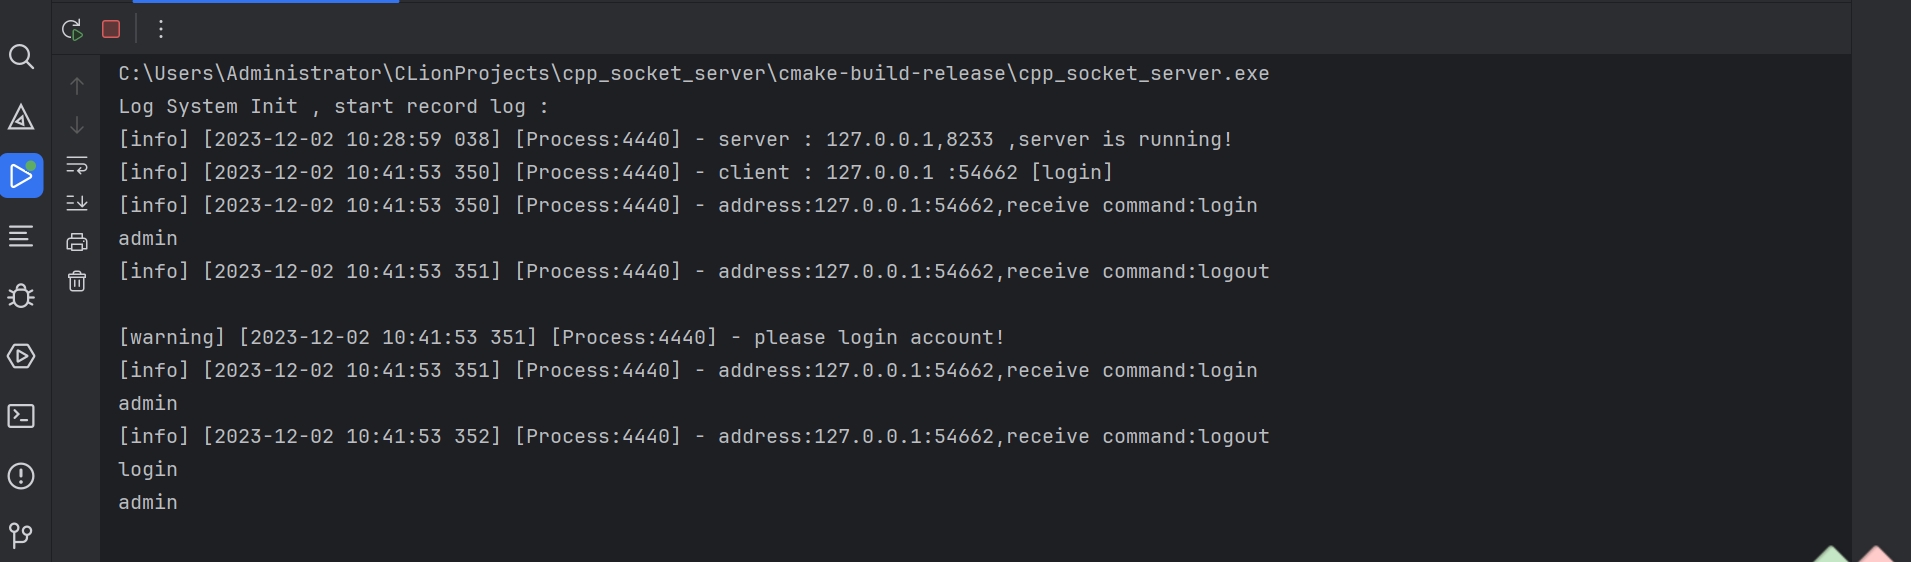 C:\Users\Administrator\CLionProjects\cpp_socket_server\cmake-build-release\cpp_socket_server.exe
Log System Init , start record log :
[info] [2023-12-02 10:28:59 038] [Process:4440] - server : 127.0.0.1,8233 ,server is running!
[info] [2023-12-02 10:41:53 350] [Process:4440] - client : 127.0.0.1 :54662 [login]
[info] [2023-12-02 10:41:53 350] [Process:4440] - address:127.0.0.1:54662,receive command:login
admin
[info] [2023-12-02 10:41:53 351] [Process:4440] - address:127.0.0.1:54662,receive command:logout
[warning] [2023-12-02 10:41:53 351] [Process:4440] - please login account!
[info] [2023-12-02 10:41:53 351] [Process:4440] - address:127.0.0.1:54662,receive command:login
admin
[info] [2023-12-02 10:41:53 352] [Process:4440] - address:127.0.0.1:54662,receive command:logout
login
admin